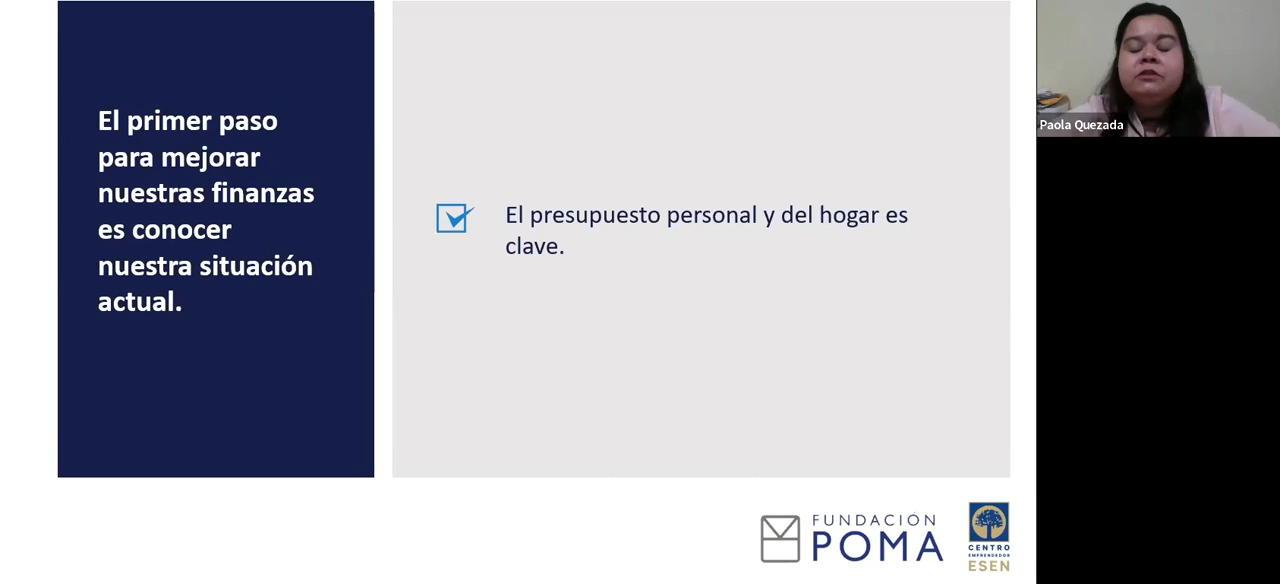 El primer paso
para mejorar
nuestras finanzas
es conocer
nuestra situación
actual.
El presupuesto personal y del hogar es
clave.
Paola Quezada
FUNDACIÓN
POMA
CENTRO
EMPRENDEDOR
ESEN